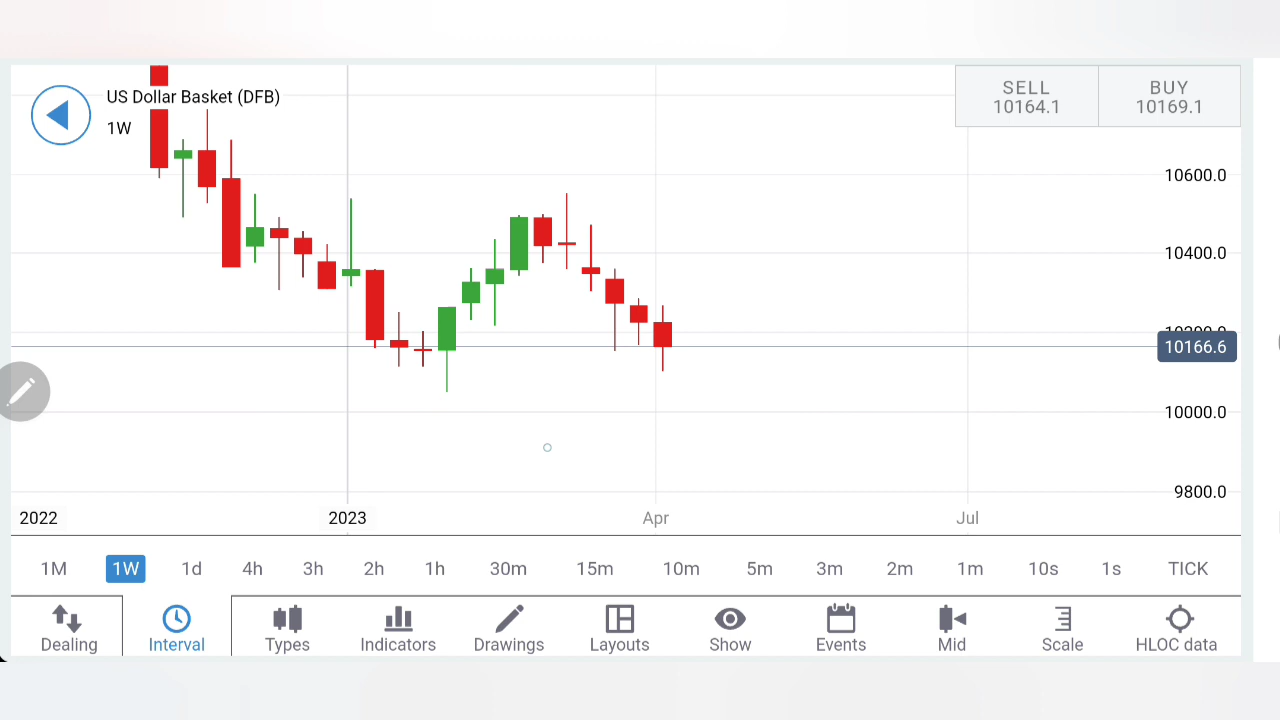 US Dollar Basket (DFB)
1W
SELL
10164.1
BUY
10169.1
10600.0
10400.0
10200.0
10166.6
10000.0
9800.0
2022
2023
Apr
Jul
1M 1W 1d 4h 3h 2h 1h 30m 15m 10m 5m 3m 2m 1m 10s 1s TICK
Dealing Interval Types Indicators Drawings Layouts Show Events Mid Scale HLOC data